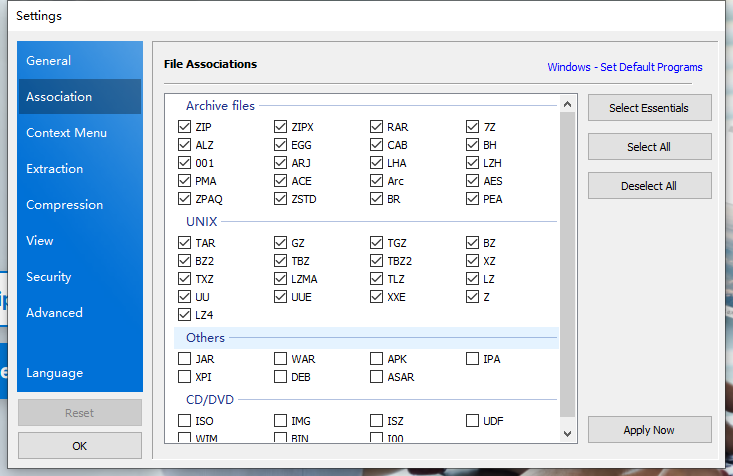 Settings
General
Association
Context Menu
Extraction
Compression
View
Security
Advanced
Language
Reset
OK
File Associations
Windows - Set Default Programs
Archive files
ZIP ZIPX RAR 7Z
ALZ EGG CAB BH
001 ARJ LHA LZH
PMA ACE Arc AES
ZPAQ ZSTD BR PEA
UNIX
TAR GZ TGZ BZ
BZ2 TBZ TBZ2 XZ
TXZ LZMA TLZ LZ
UU UUE XXE Z
LZ4
Others
JAR WAR APK IPA
XPI DEB ASAR
CD/DVD
ISO IMG ISZ UDF
WIM BIN I00
Select Essentials
Select All
Deselect All
Apply Now